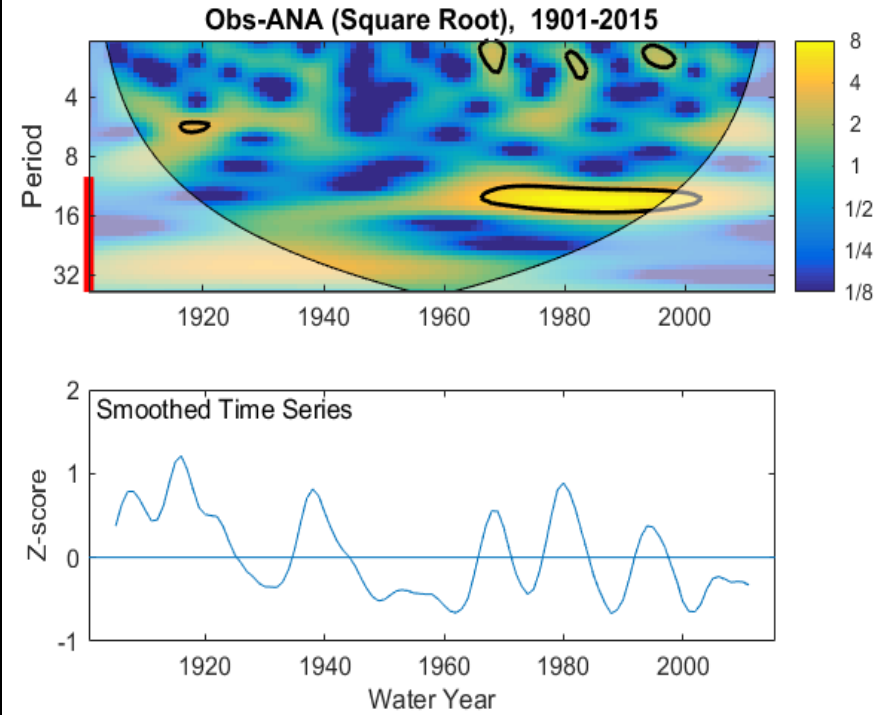 Obs-ANA (Square Root),  1901-2015
Period
4
8
16
32
1920 1940 1960 1980 2000
8
4
2
1
1/2
1/4
1/8
Smoothed Time Series
Z-score
2
1
0
-1
1920 1940 1960 1980 2000
Water Year